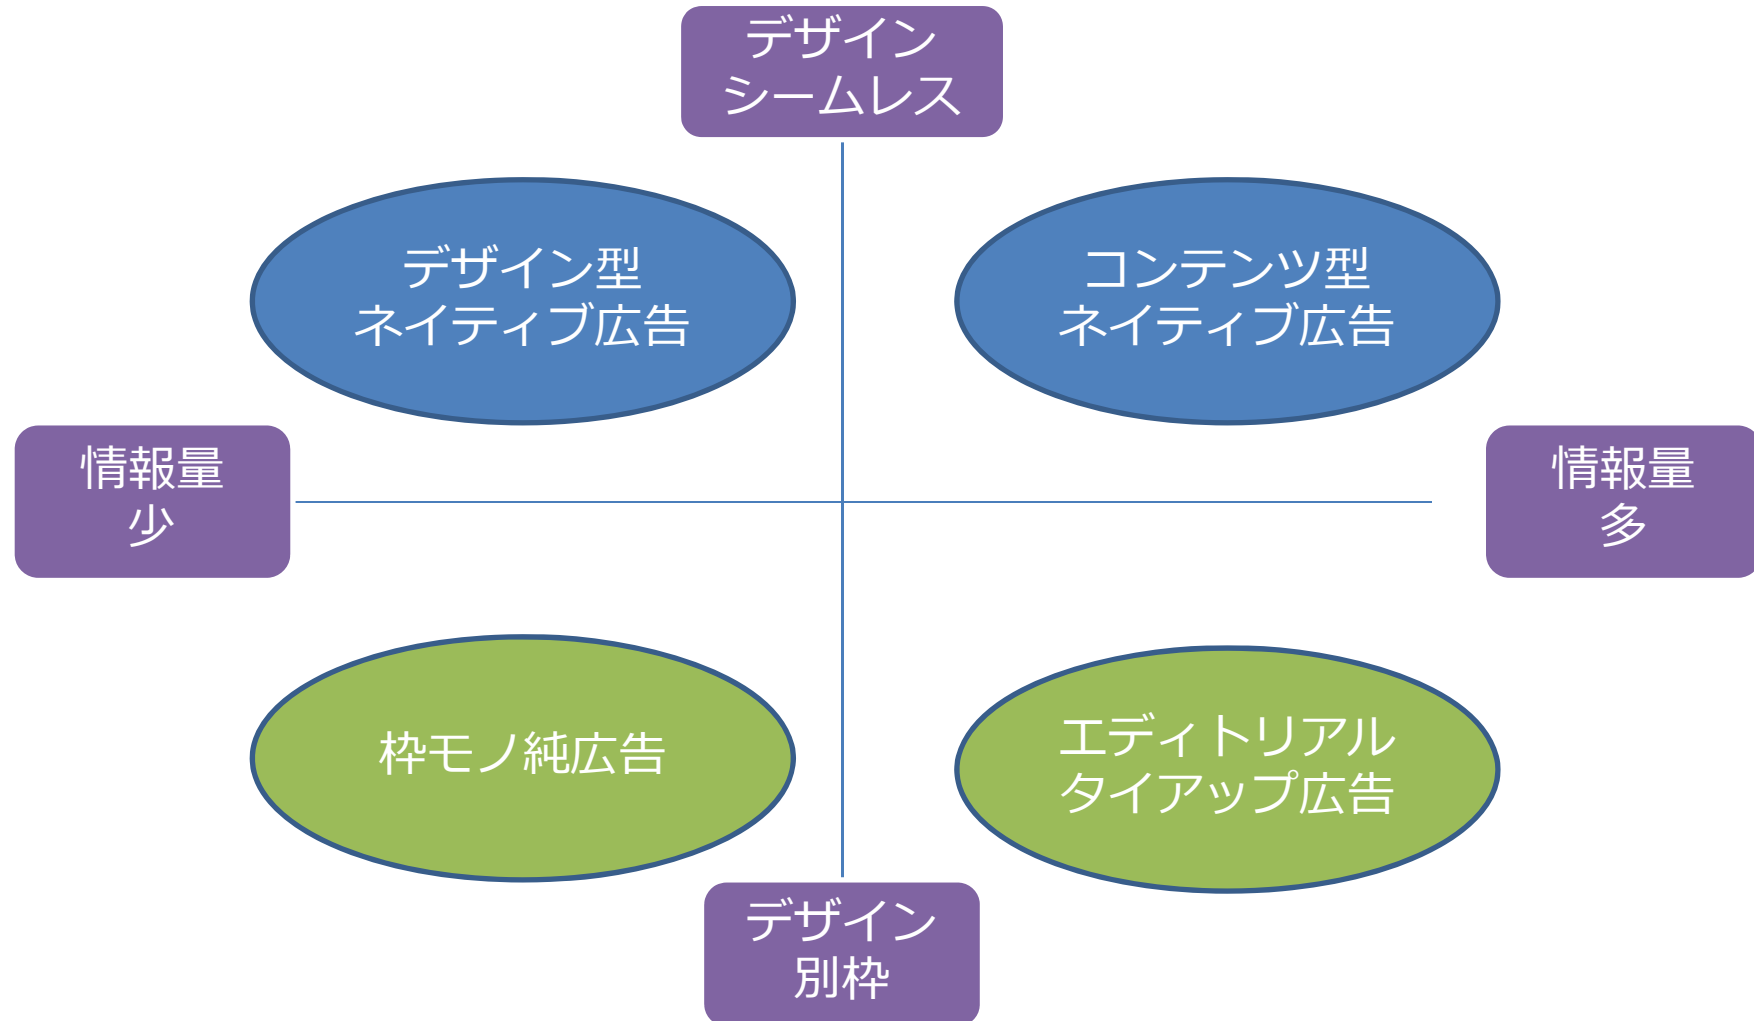 デザイン
シームレス
デザイン型
ネイティブ広告
コンテンツ型
ネイティブ広告
情報量
少
情報量
多
枠モノ純広告
エディトリアル
タイアップ広告
デザイン
別枠